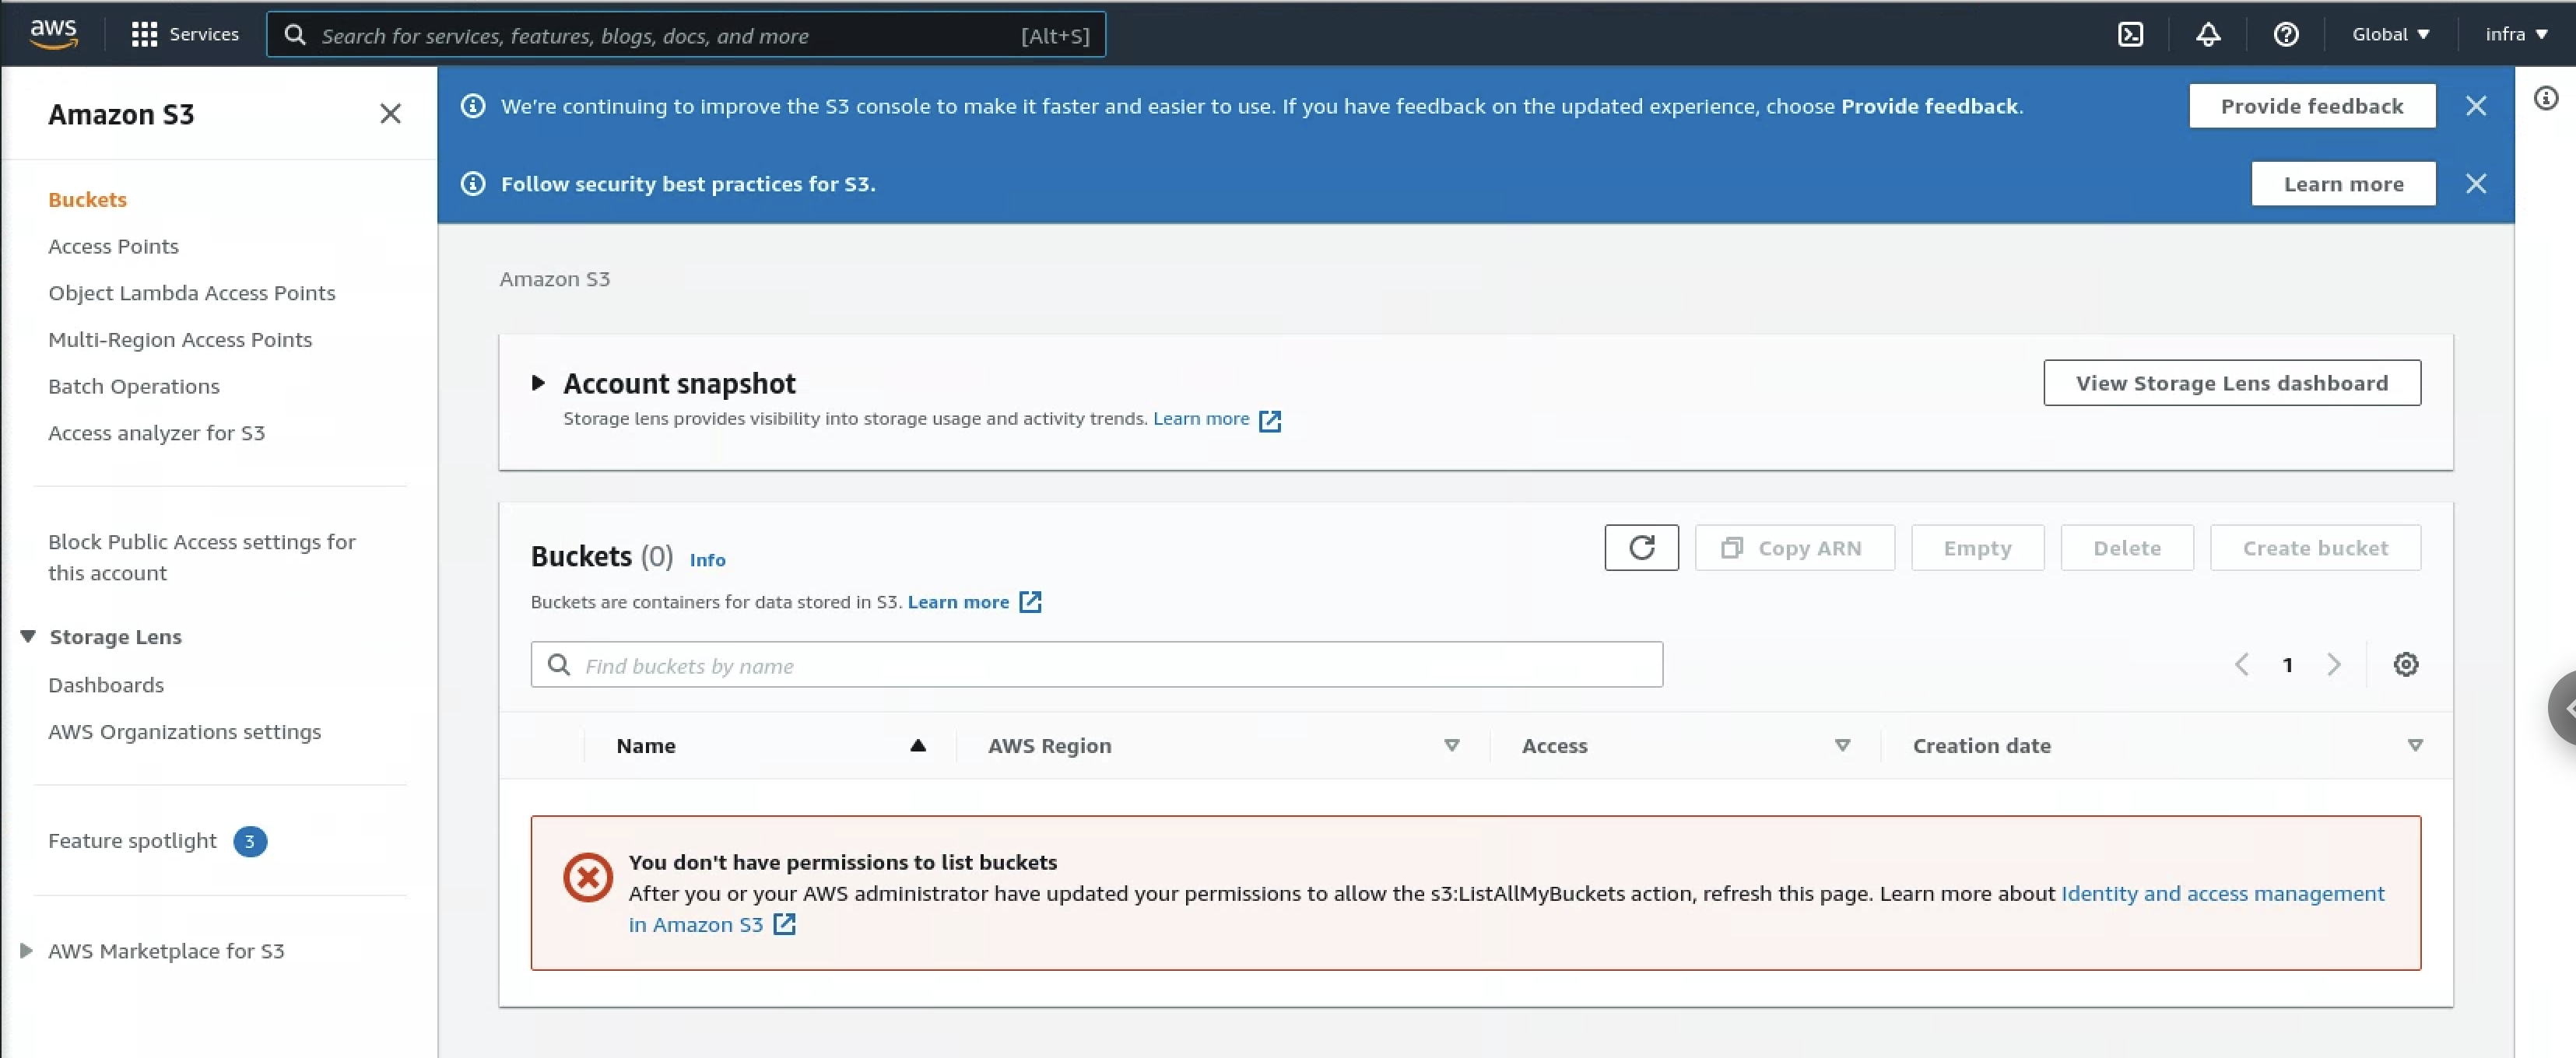 aws
Services
Search for services, features, blogs, docs, and more
[Alt+S]
Global
infra
Amazon S3
Buckets
Access Points
Object Lambda Access Points
Multi-Region Access Points
Batch Operations
Access analyzer for S3
Block Public Access settings for
this account
Storage Lens
Dashboards
AWS Organizations settings
Feature spotlight 3
AWS Marketplace for S3
We're continuing to improve the S3 console to make it faster and easier to use. If you have feedback on the updated experience, choose Provide feedback.
Provide feedback
Follow security best practices for S3.
Learn more
Amazon S3
Account snapshot
Storage lens provides visibility into storage usage and activity trends. Learn more
View Storage Lens dashboard
Buckets (0) Info
Buckets are containers for data stored in S3. Learn more
Copy ARN
Empty
Delete
Create bucket
Find buckets by name
1
Name
AWS Region
Access
Creation date
You don't have permissions to list buckets
After you or your AWS administrator have updated your permissions to allow the s3:ListAllMyBuckets action, refresh this page. Learn more about Identity and access management
in Amazon S3